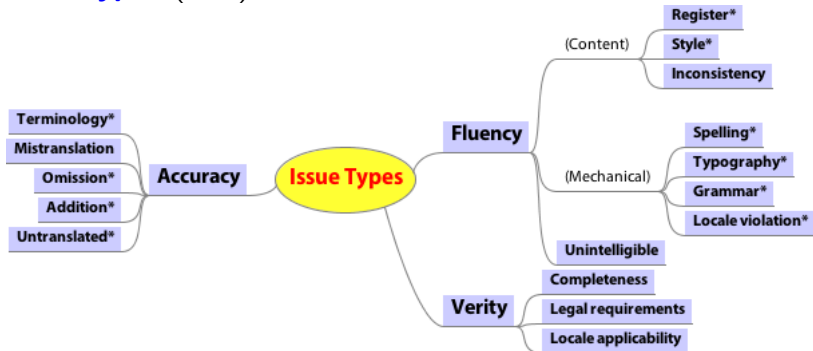 Issue Types
Accuracy
Terminology*
Mistranslation
Omission*
Addition*
Untranslated*
Fluency
(Content)
Register*
Style*
Inconsistency
(Mechanical)
Spelling*
Typography*
Grammar*
Locale violation*
Unintelligible
Verity
Completeness
Legal requirements
Locale applicability